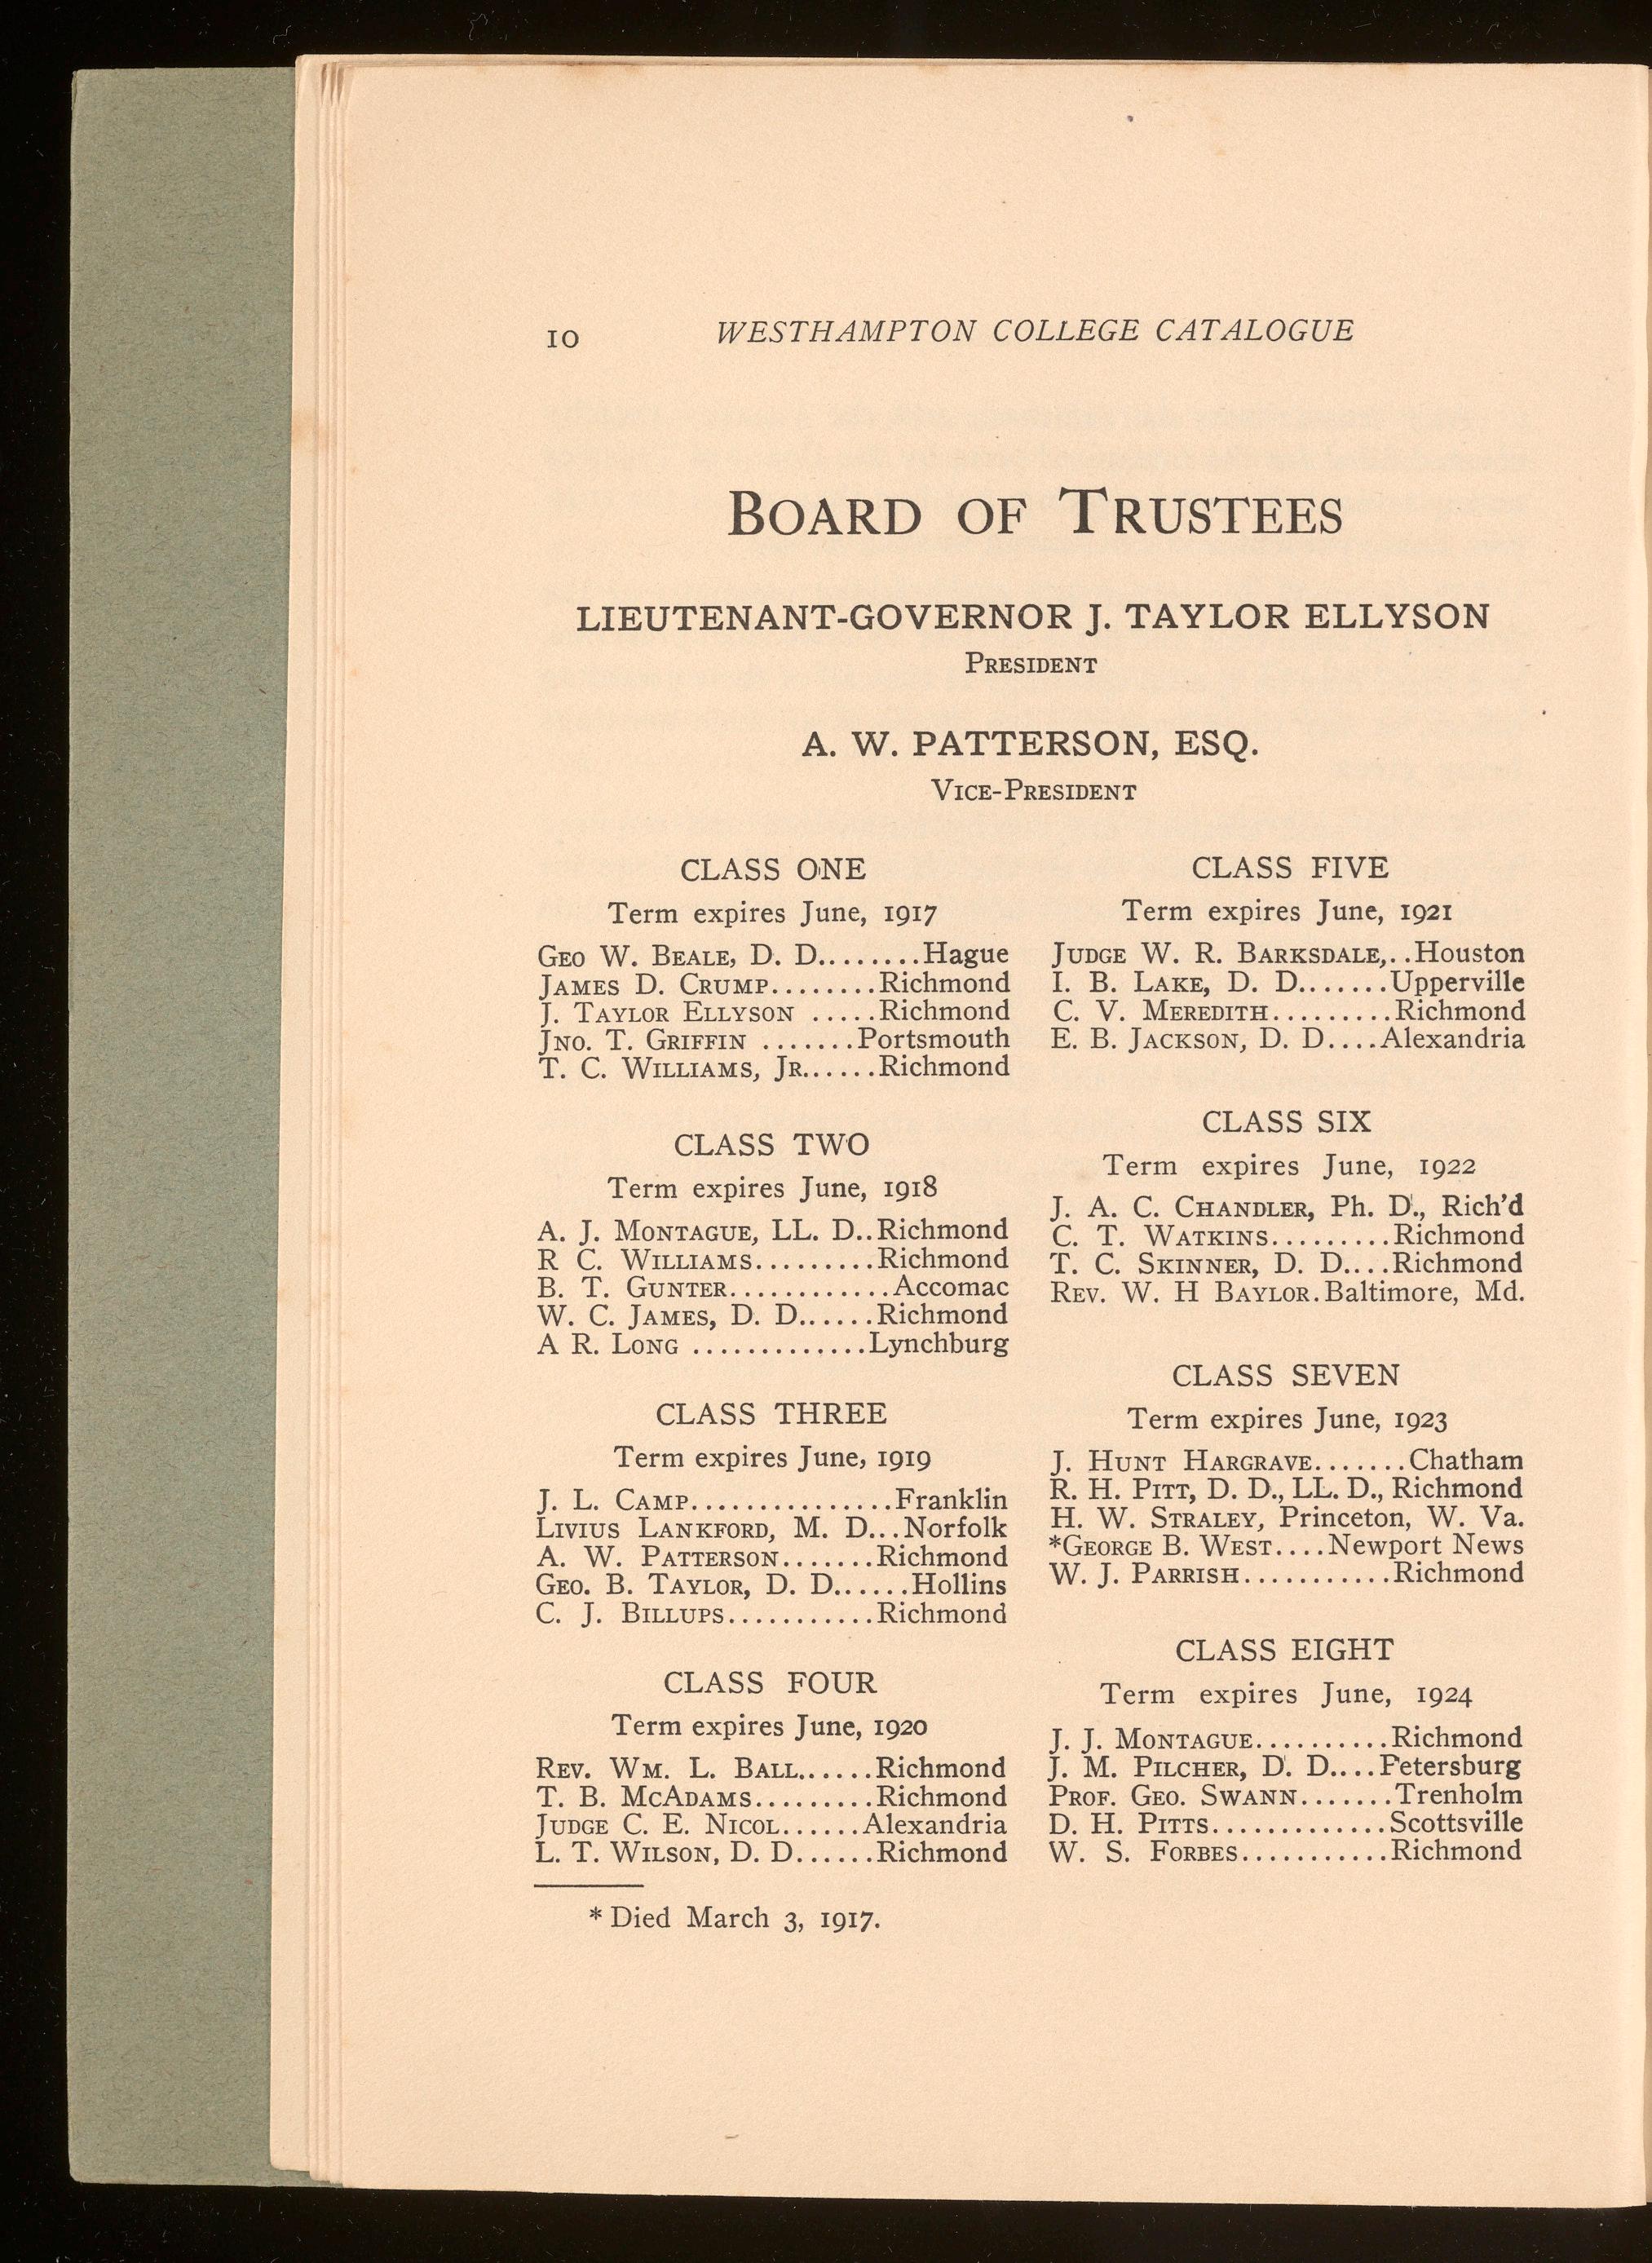 10 WESTHAMPTON COLLEGE CATALOGUE
BOARD OF TRUSTEES
LIEUTENANT-GOVERNOR J. TAYLOR ELLYSON
PRESIDENT
A. W. PATTERSON, ESQ.
VICE-PRESIDENT
CLASS ONE
Term expires June, 1917
GEO W. BEALE, D. D........Hague
JAMES D. CRUMP........Richmond
J. TAYLOR ELLYSON .....Richmond
JNO. T. GRIFFIN .......Portsmouth
T. C. WILLIAMS, JR......Richmond
CLASS TWO
Term expires June, 1918
A. J. MONTAGUE, LL. D..Richmond
R C. WILLIAMS.........Richmond
B. T. GUNTER............Accomac
W. C. JAMES, D. D......Richmond
A R. LONG .............Lynchburg
CLASS THREE
Term expires June, 1919
J. L. CAMP...............Franklin
LIVIUS LANKFORD, M. D...Norfolk
A. W. PATTERSON.......Richmond
GEO. B. TAYLOR, D. D......Hollins
C. J. BILLUPS...........Richmond
CLASS FOUR
Term expires June, 1920
REV. WM. L. BALL......Richmond
T. B. MCADAMS.........Richmond
JUDGE C. E. NICOL......Alexandria
L. T. WILSON, D. D......Richmond
CLASS FIVE
Term expires June, 1921
JUDGE W. R. BARKSDALE,..Houston
I. B. LAKE, D. D.......Upperville
C. V. MEREDITH.........Richmond
E. B. JACKSON, D. D....Alexandria
CLASS SIX
Term expires June, 1922
J. A. C. CHANDLER, Ph. D., Rich'd
C. T. WATKINS.........Richmond
T. C. SKINNER, D. D....Richmond
REV. W. H BAYLOR.Baltimore, Md.
CLASS SEVEN
Term expires June, 1923
J. HUNT HARGRAVE.......Chatham
R. H. PITT, D. D., LL. D., Richmond
H. W. STRALEY, Princeton, W. Va.
*GEORGE B. WEST....Newport News
W. J. PARRISH...........Richmond
CLASS EIGHT
Term expires June, 1924
J. J. MONTAGUE..........Richmond
J. M. PILCHER, D. D....Petersburg
PROF. GEO. SWANN.......Trenholm
D. H. PITTS.............Scottsville
W. S. FORBES...........Richmond
* Died March 3, 1917.